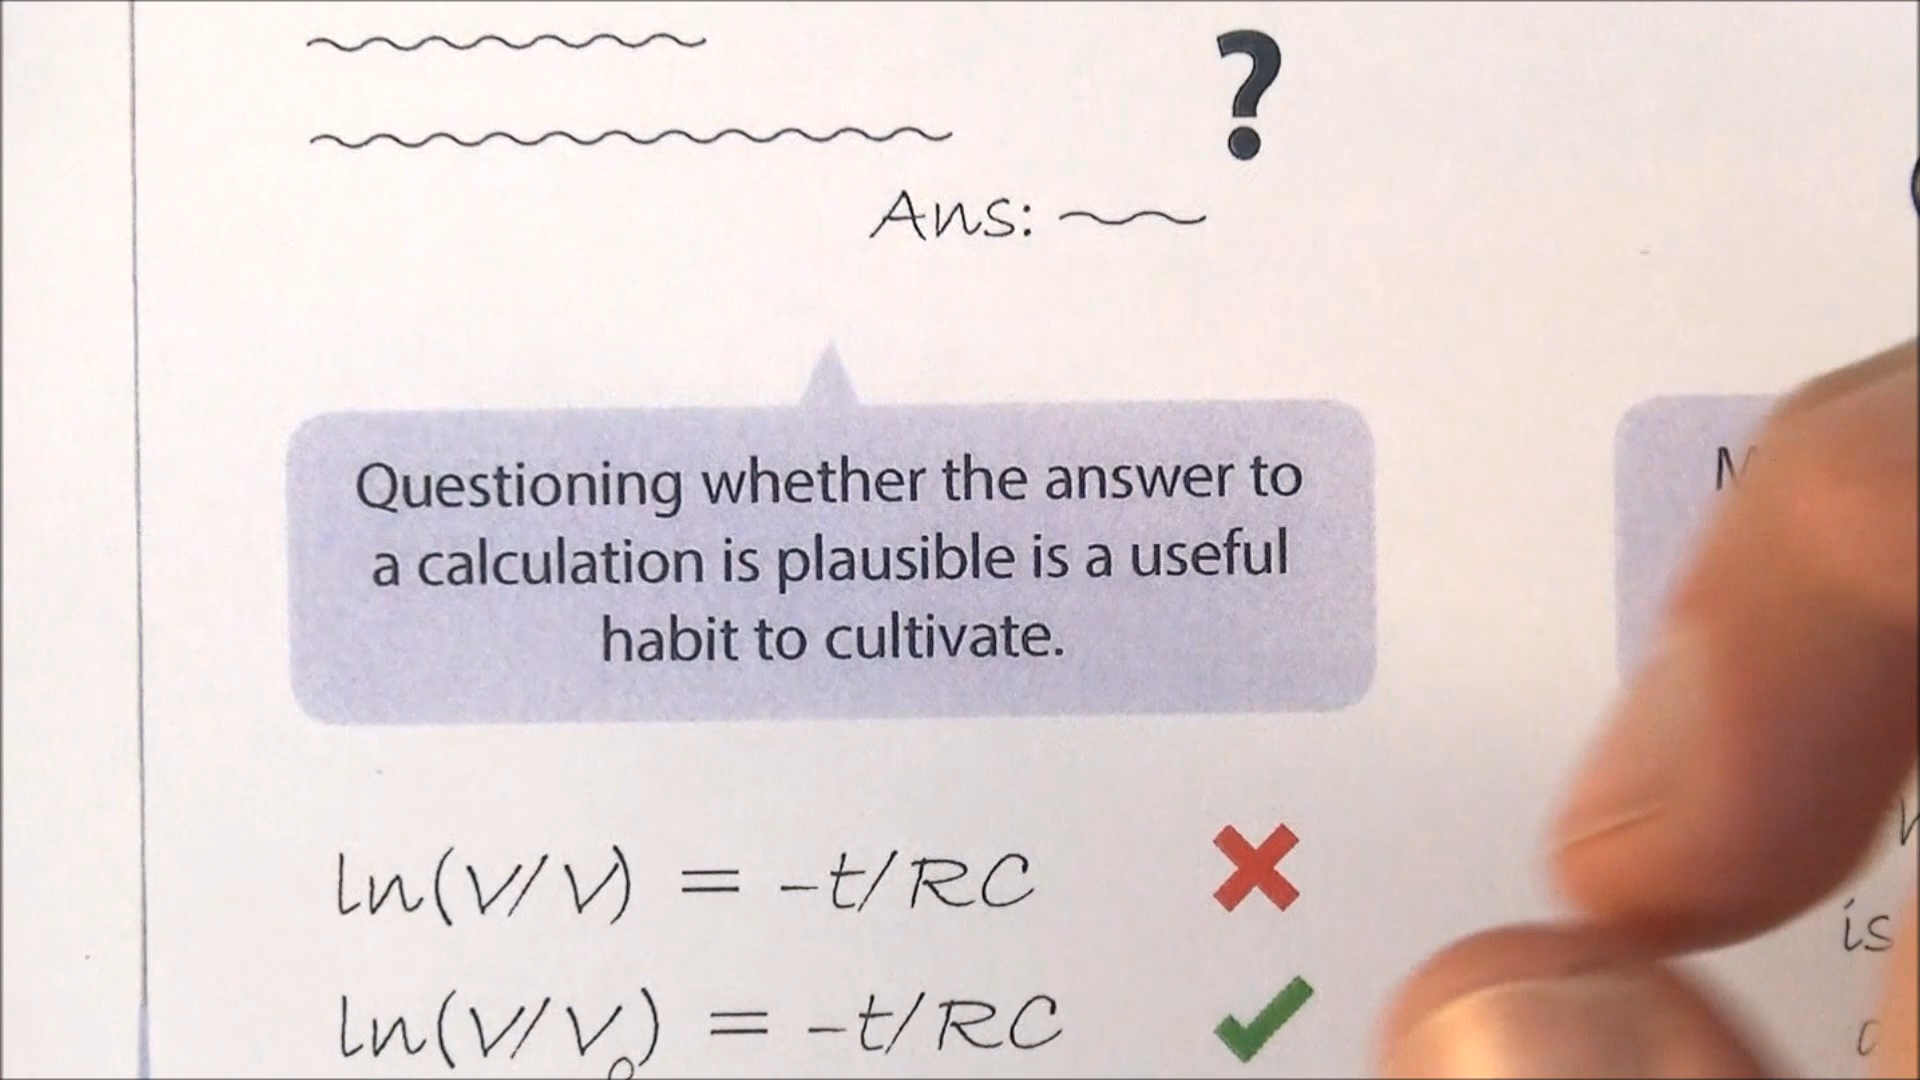 ?
Ans:
Questioning whether the answer to
a calculation is plausible is a useful
habit to cultivate.
ln(V/V) = -t/RC
is
ln(V/V₀) = -t/RC